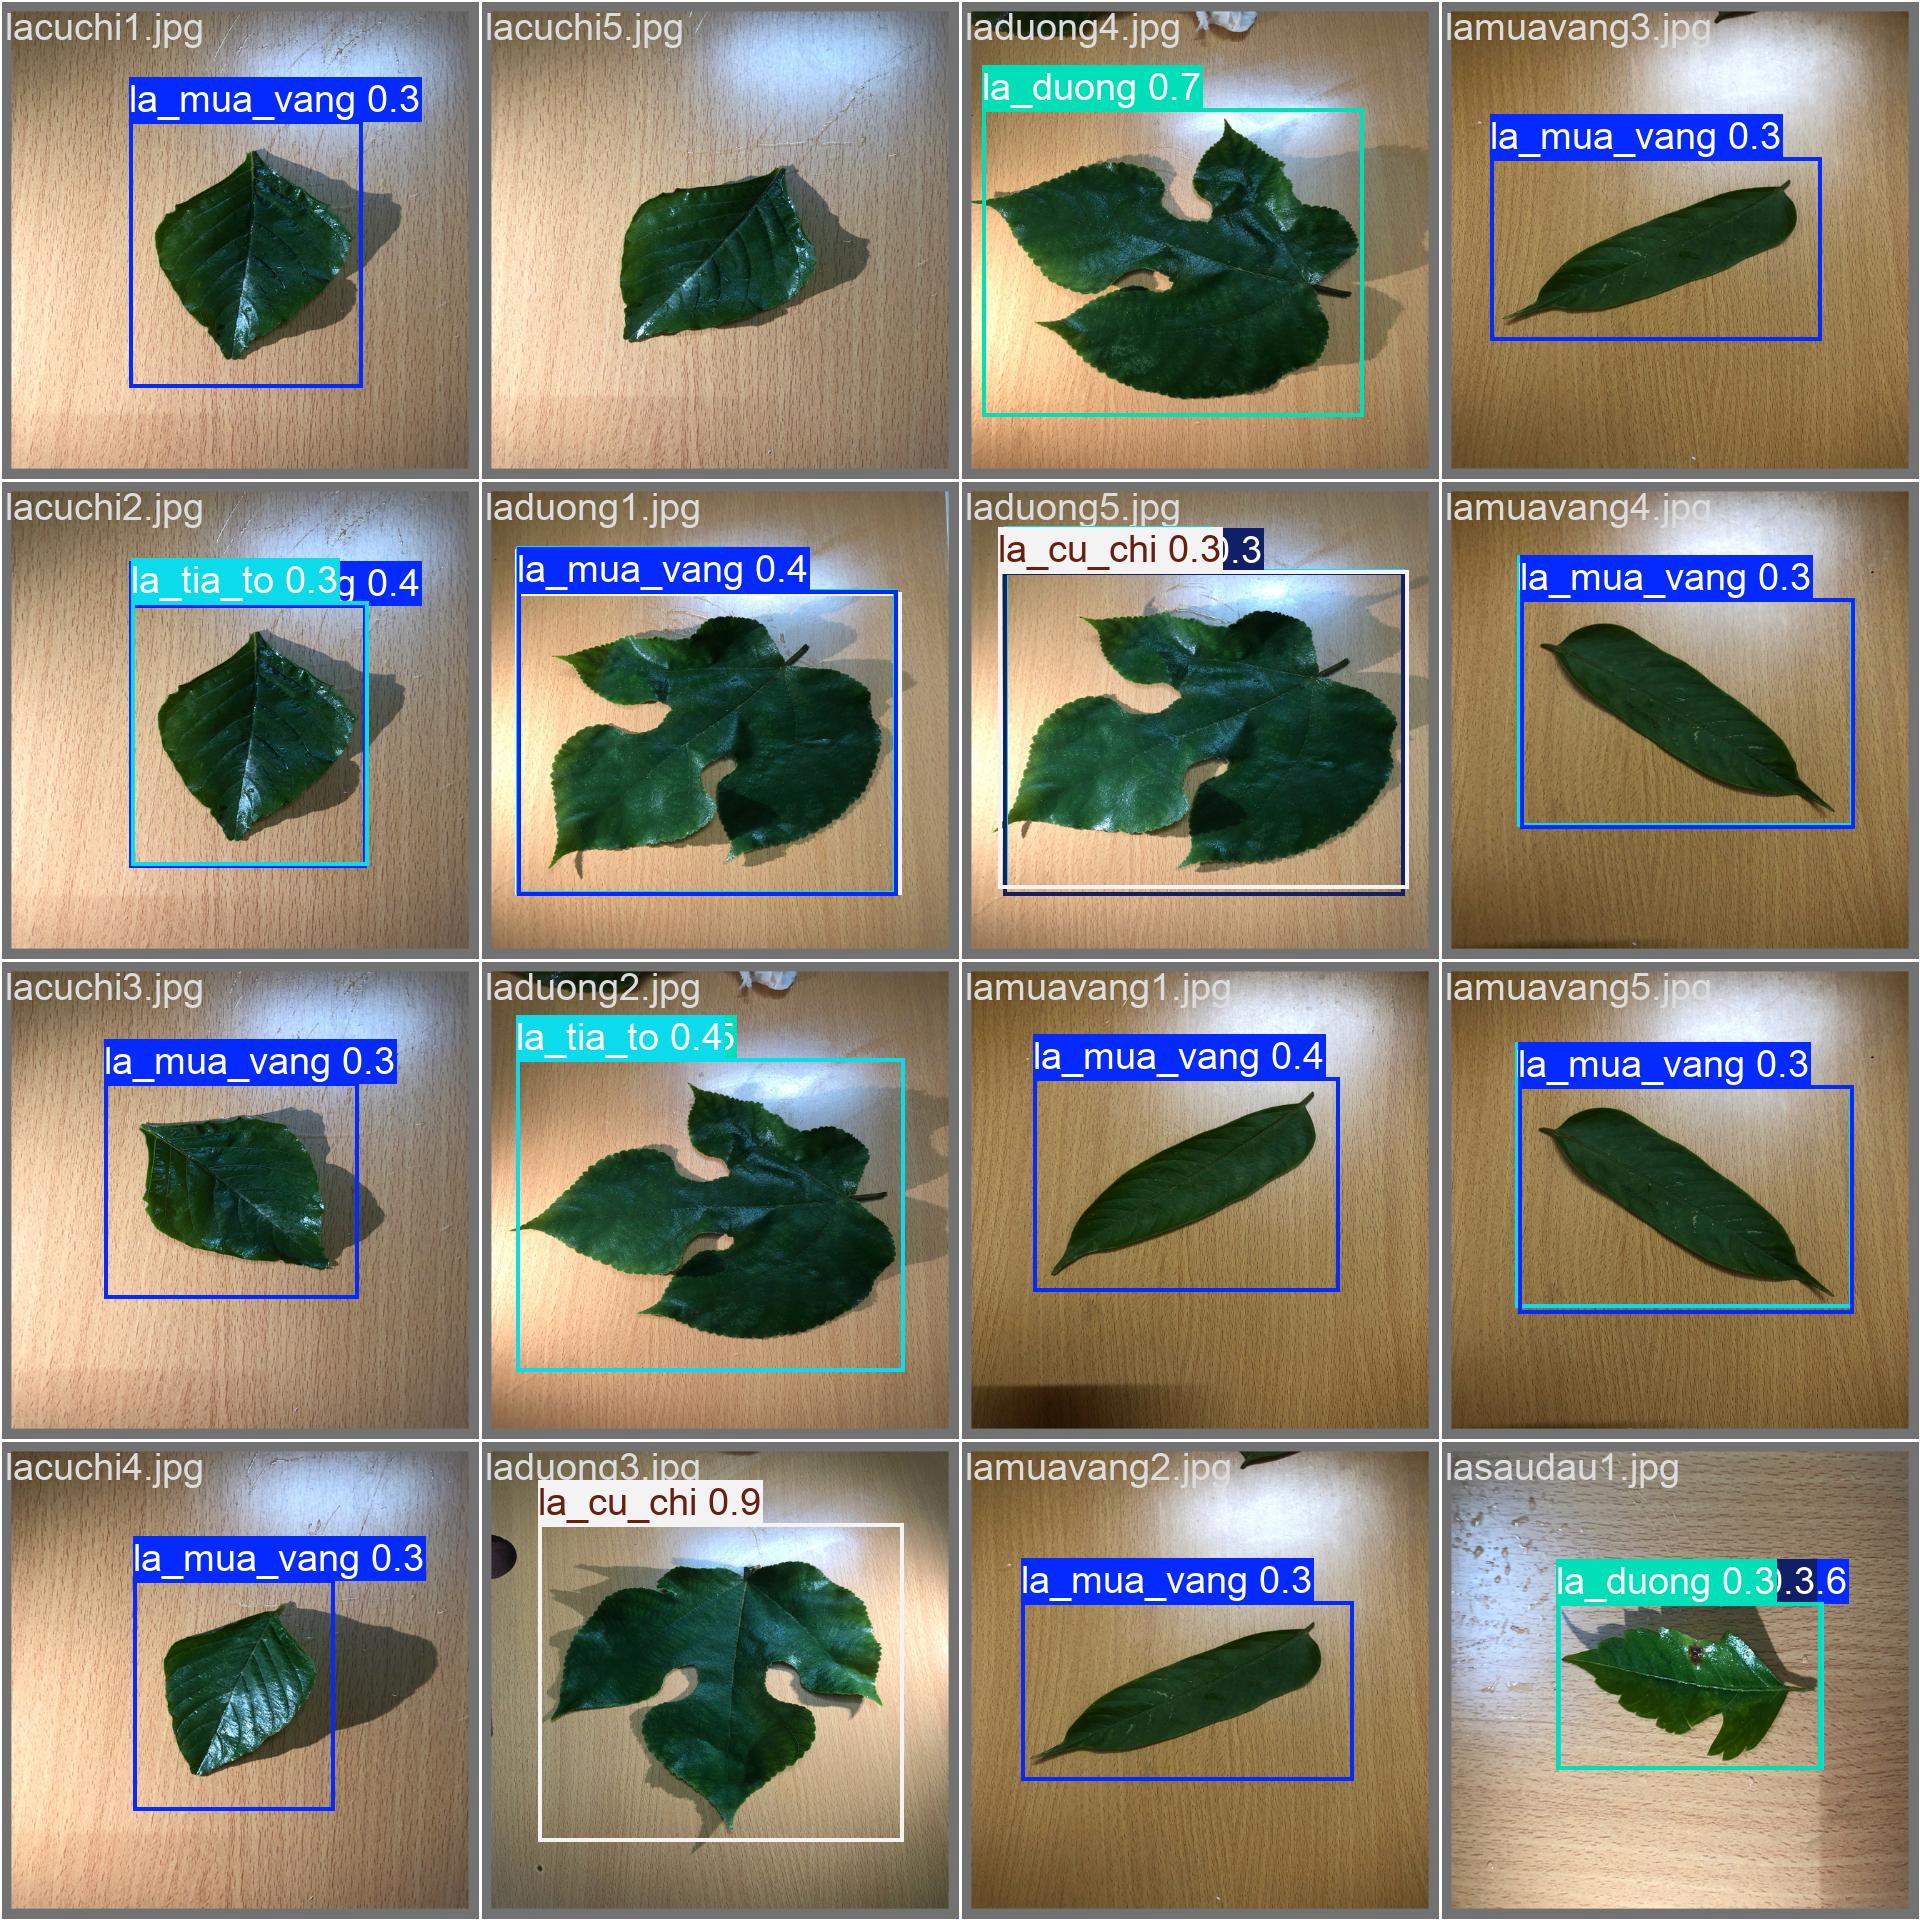 lacuchi1.jpg
la_mua_vang 0.3
lacuchi5.jpg
laduong4.jpg
la_duong 0.7
lamuavang3.jpg
la_mua_vang 0.3
lacuchi2.jpg
la_tia_to 0.3
g 0.4
laduong1.jpg
la_mua_vang 0.4
laduong5.jpg
la_cu_chi 0.3
.3
lamuavang4.jpg
la_mua_vang 0.3
lacuchi3.jpg
la_mua_vang 0.3
laduong2.jpg
la_tia_to 0.4
lamuavang1.jpg
la_mua_vang 0.4
lamuavang5.jpg
la_mua_vang 0.3
lacuchi4.jpg
la_mua_vang 0.3
laduong3.jpg
la_cu_chi 0.9
lamuavang2.jpg
la_mua_vang 0.3
lasaudau1.jpg
la_duong 0.3
.3
.6